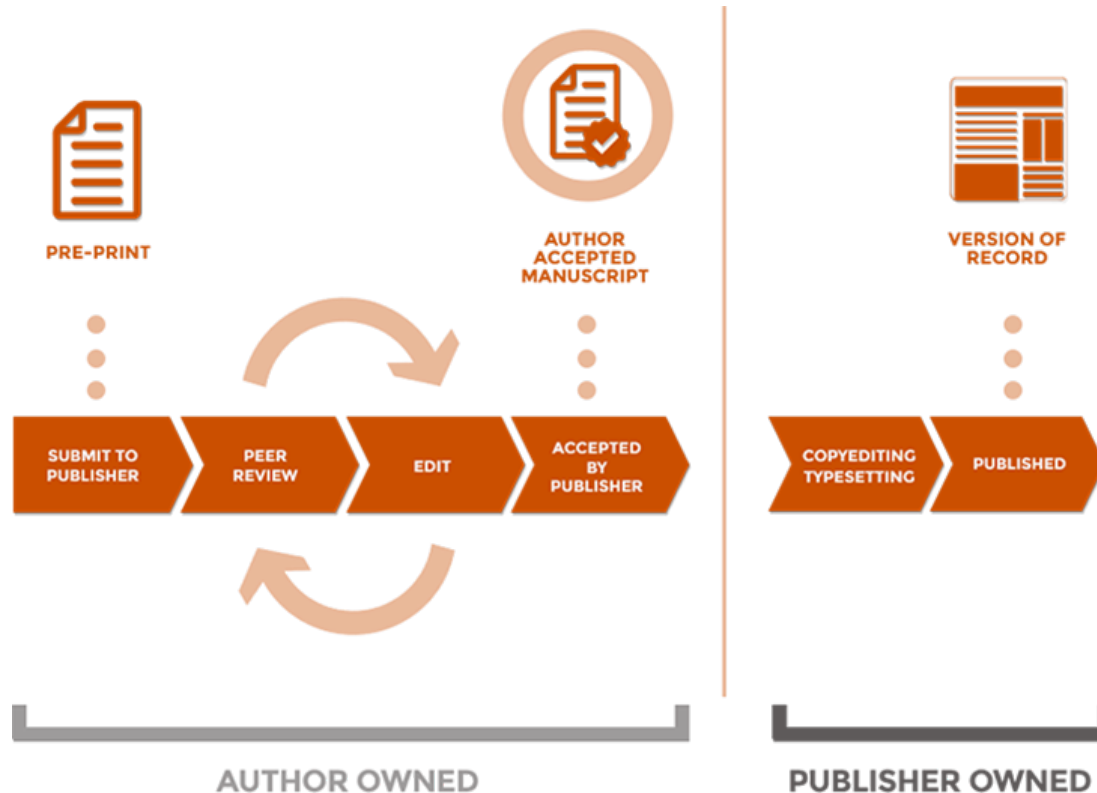 PRE-PRINT
AUTHOR
ACCEPTED
MANUSCRIPT
VERSION OF
RECORD
SUBMIT TO
PUBLISHER
PEER
REVIEW
EDIT
ACCEPTED
BY
PUBLISHER
COPYEDITING
TYPESETTING
PUBLISHED
AUTHOR OWNED
PUBLISHER OWNED